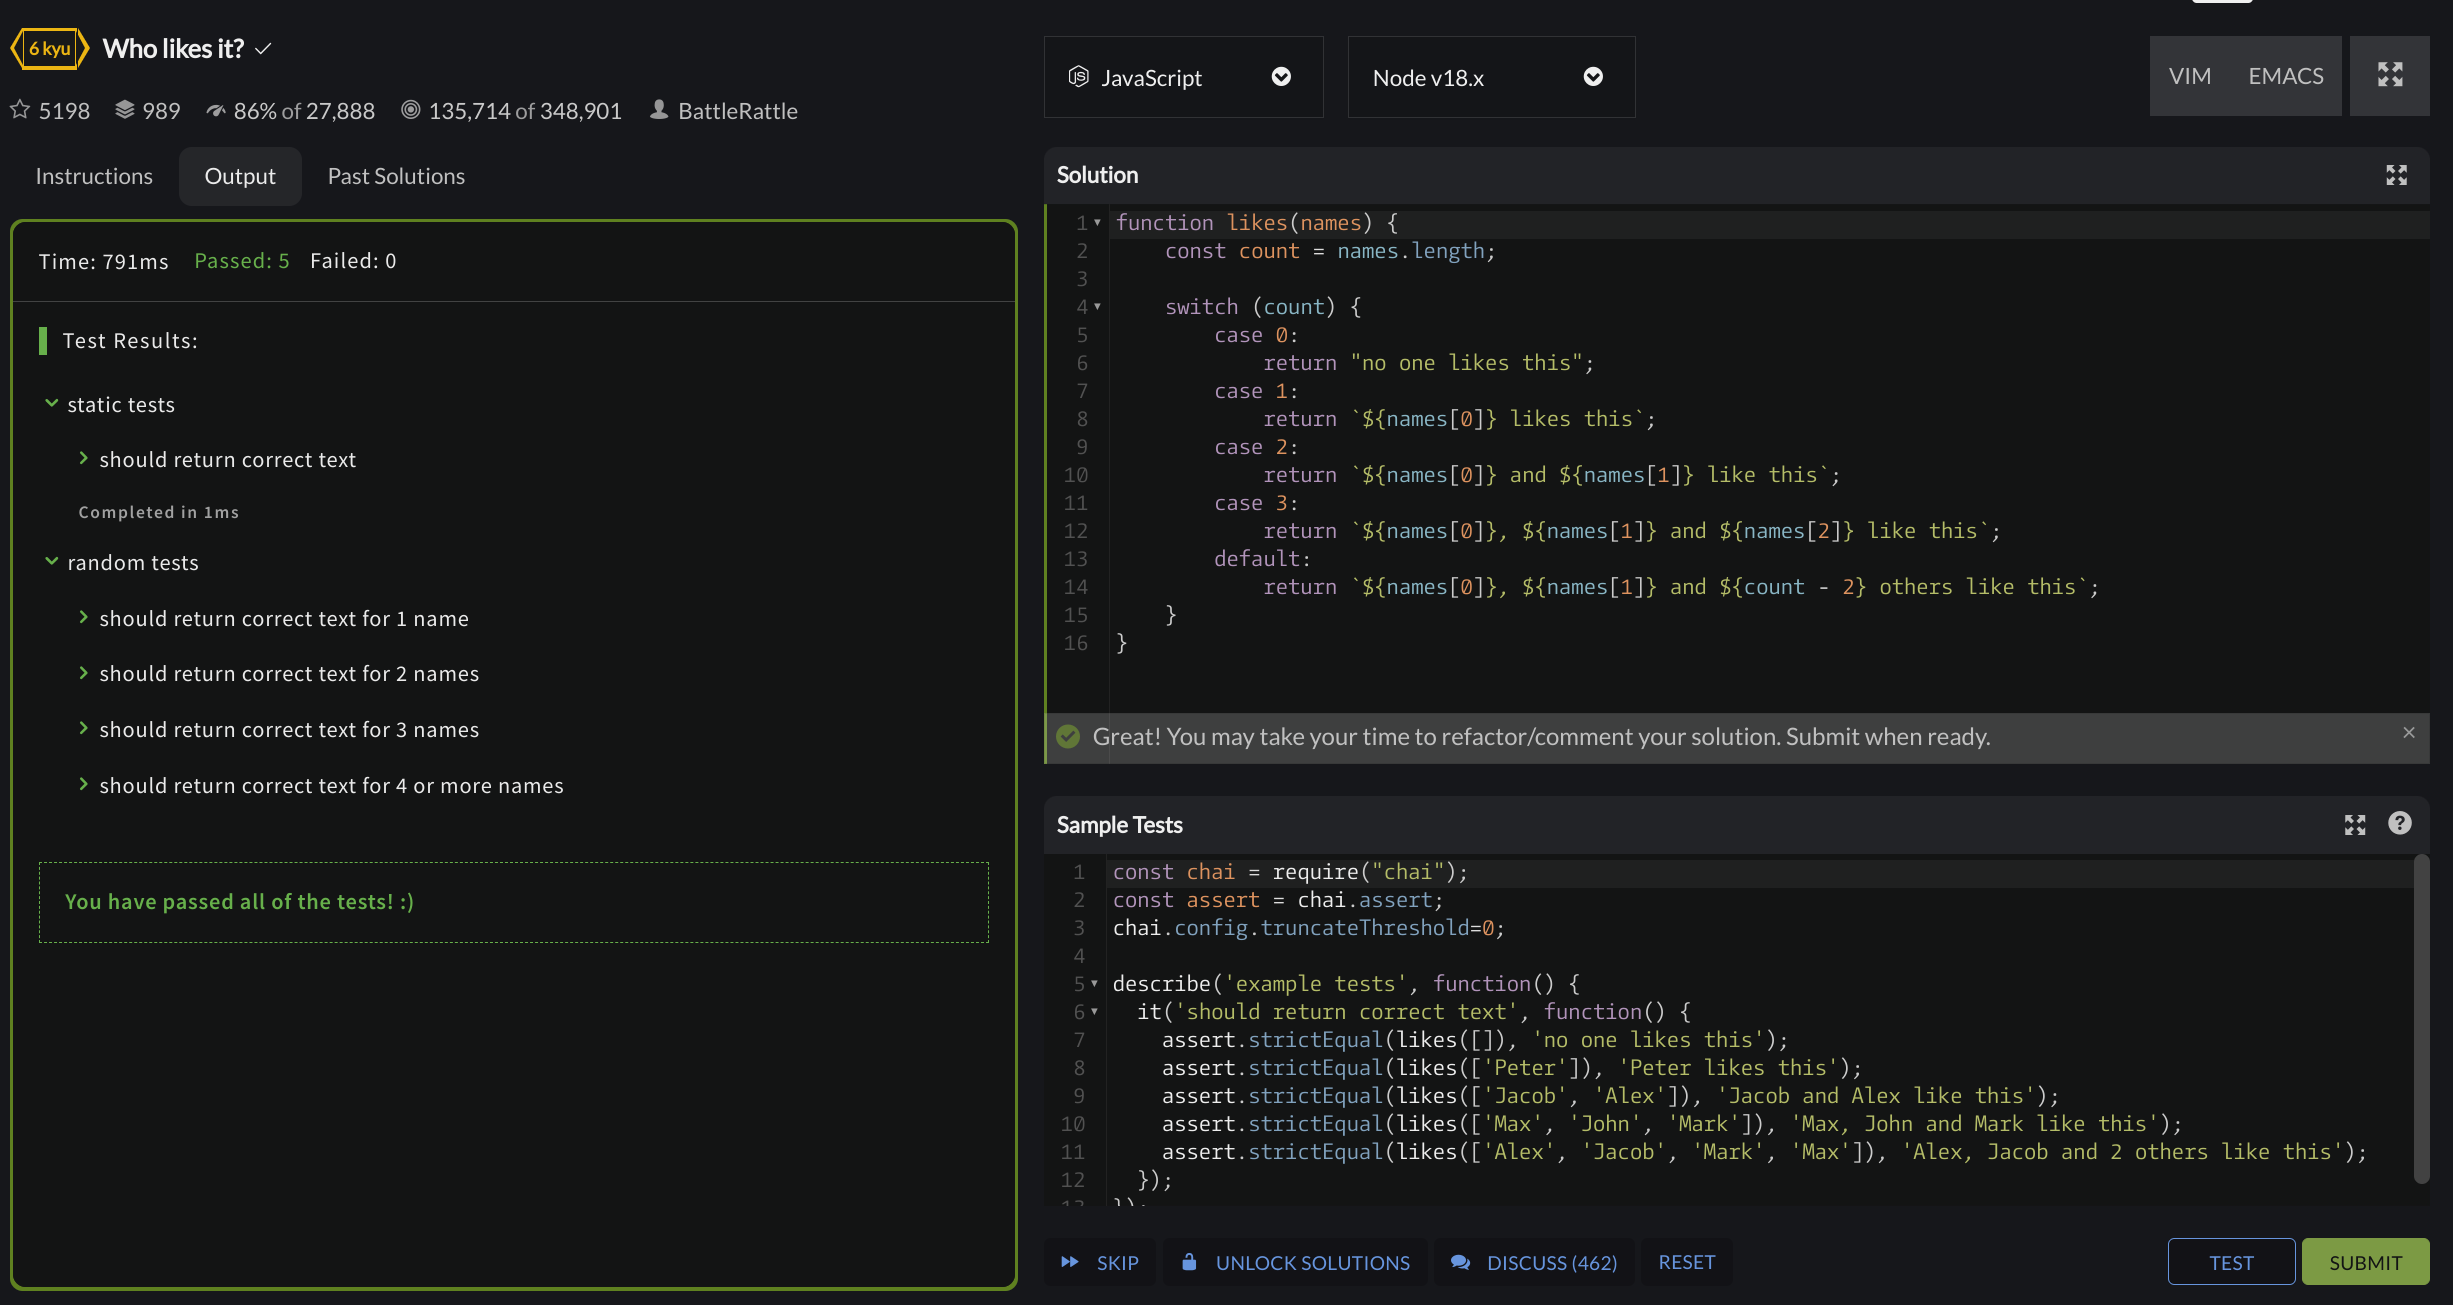 6 kyu Who likes it?
5198 989 86% of 27,888 135,714 of 348,901 BattleRattle
Instructions Output Past Solutions
Time: 791ms Passed: 5 Failed: 0
Test Results:
static tests
should return correct text
Completed in 1ms
random tests
should return correct text for 1 name
should return correct text for 2 names
should return correct text for 3 names
should return correct text for 4 or more names
You have passed all of the tests! :)
JS JavaScript Node v18.x VIM EMACS
Solution
1 function likes(names) {
2     const count = names.length;
3
4     switch (count) {
5         case 0:
6             return "no one likes this";
7         case 1:
8             return `${names[0]} likes this`;
9         case 2:
10             return `${names[0]} and ${names[1]} like this`;
11         case 3:
12             return `${names[0]}, ${names[1]} and ${names[2]} like this`;
13         default:
14             return `${names[0]}, ${names[1]} and ${count - 2} others like this`;
15     }
16 }
Great! You may take your time to refactor/comment your solution. Submit when ready.
Sample Tests
1 const chai = require("chai");
2 const assert = chai.assert;
3 chai.config.truncateThreshold=0;
4
5 describe('example tests', function() {
6   it('should return correct text', function() {
7     assert.strictEqual(likes([]), 'no one likes this');
8     assert.strictEqual(likes(['Peter']), 'Peter likes this');
9     assert.strictEqual(likes(['Jacob', 'Alex']), 'Jacob and Alex like this');
10     assert.strictEqual(likes(['Max', 'John', 'Mark']), 'Max, John and Mark like this');
11     assert.strictEqual(likes(['Alex', 'Jacob', 'Mark', 'Max']), 'Alex, Jacob and 2 others like this');
12   });
13 });
SKIP UNLOCK SOLUTIONS DISCUSS (462) RESET TEST SUBMIT